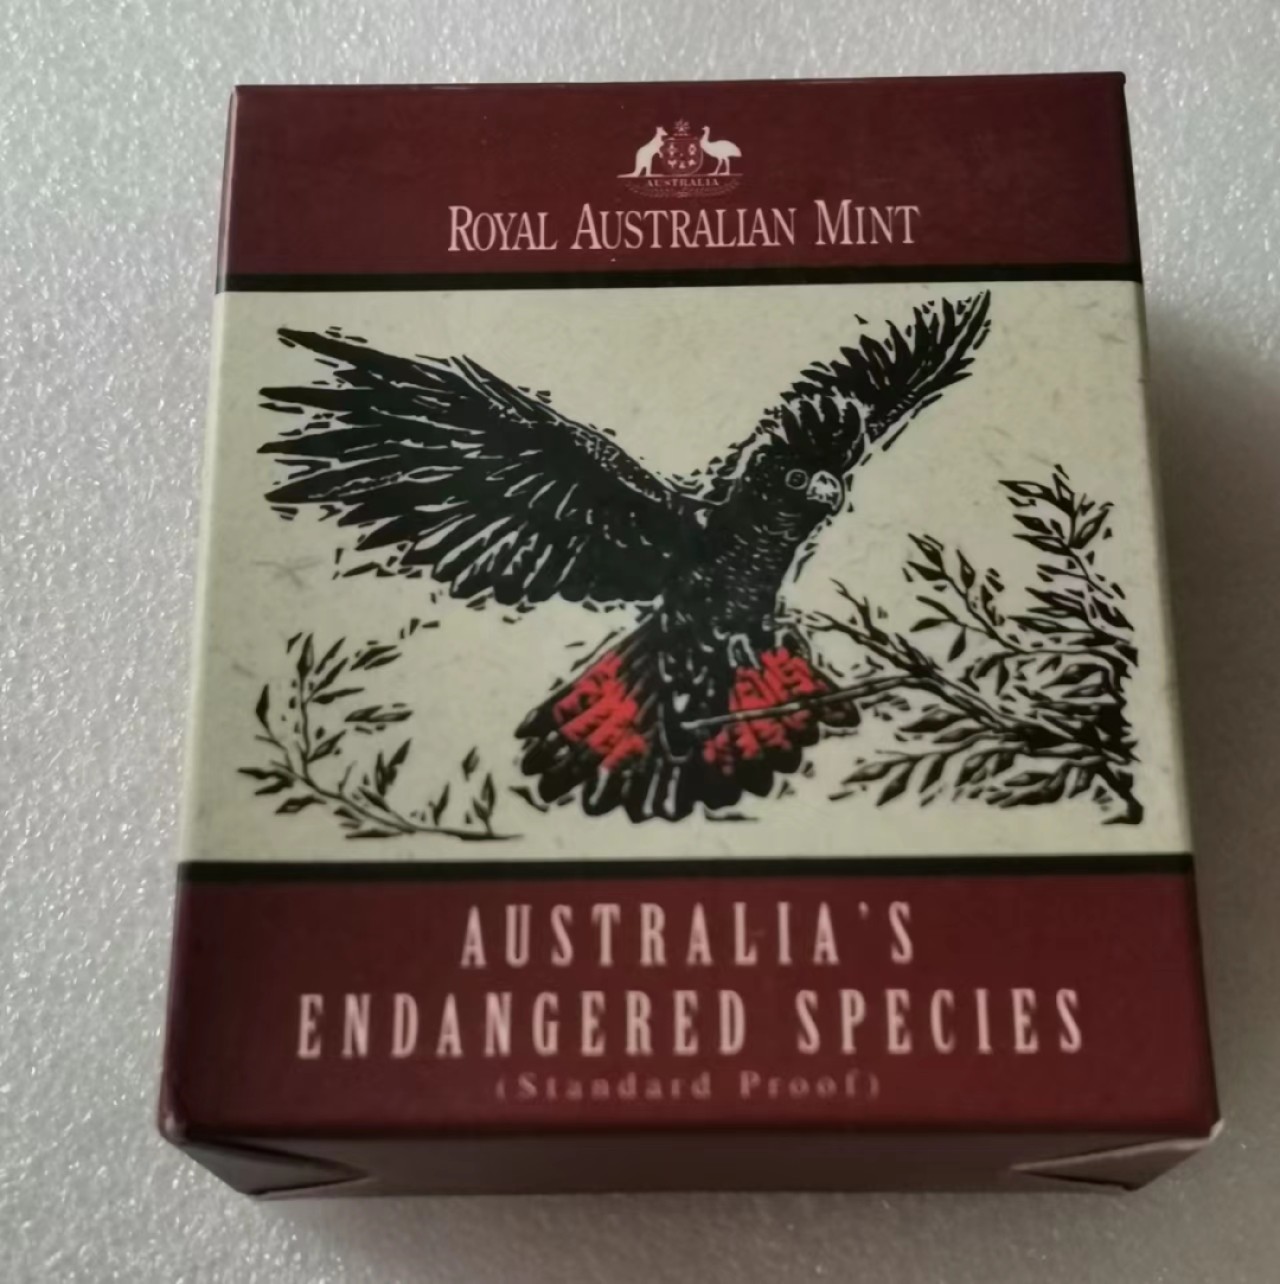 AUSTRALIA
ROYAL AUSTRALIAN MINT
AUSTRALIA'S
ENDANGERED SPECIES
(Standard Proof)